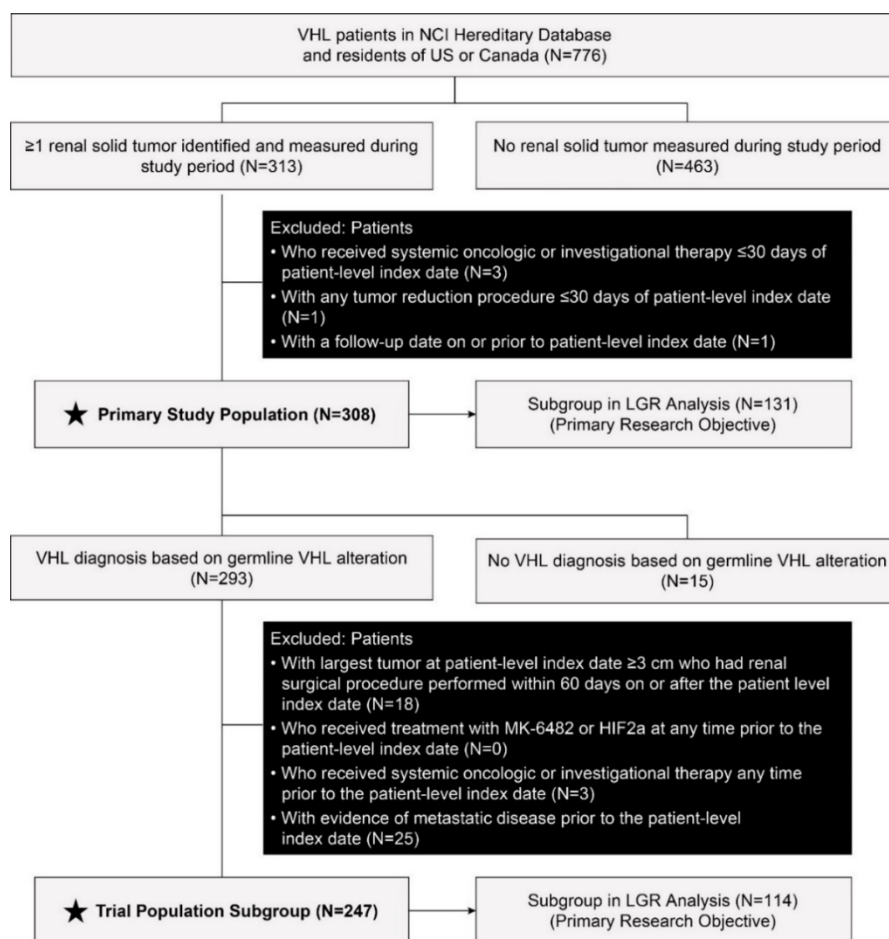 VHL patients in NCI Hereditary Database
and residents of US or Canada (N=776)
≥1 renal solid tumor identified and measured during
study period (N=313)
No renal solid tumor measured during study period
(N=463)
Excluded: Patients
• Who received systemic oncologic or investigational therapy ≤30 days of
patient-level index date (N=3)
• With any tumor reduction procedure ≤30 days of patient-level index date
(N=1)
• With a follow-up date on or prior to patient-level index date (N=1)
★ Primary Study Population (N=308)
Subgroup in LGR Analysis (N=131)
(Primary Research Objective)
VHL diagnosis based on germline VHL alteration
(N=293)
No VHL diagnosis based on germline VHL alteration
(N=15)
Excluded: Patients
• With largest tumor at patient-level index date ≥3 cm who had renal
surgical procedure performed within 60 days on or after the patient level
index date (N=18)
• Who received treatment with MK-6482 or HIF2a at any time prior to the
patient-level index date (N=0)
• Who received systemic oncologic or investigational therapy any time
prior to the patient-level index date (N=3)
• With evidence of metastatic disease prior to the patient-level
index date (N=25)
★ Trial Population Subgroup (N=247)
Subgroup in LGR Analysis (N=114)
(Primary Research Objective)